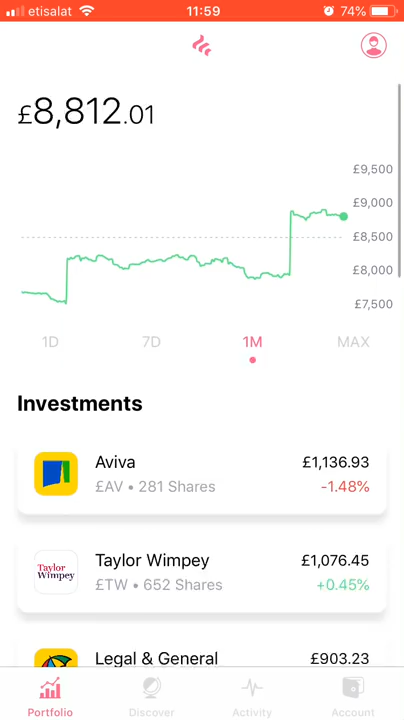 etisalat 11:59 74%
£8,812.01
£9,500
£9,000
£8,500
£8,000
£7,500
1D 7D 1M MAX
Investments
Aviva £1,136.93
£AV • 281 Shares -1.48%
Taylor Wimpey
Taylor Wimpey £1,076.45
£TW • 652 Shares +0.45%
Legal & General £903.23
Portfolio Discover Activity Account